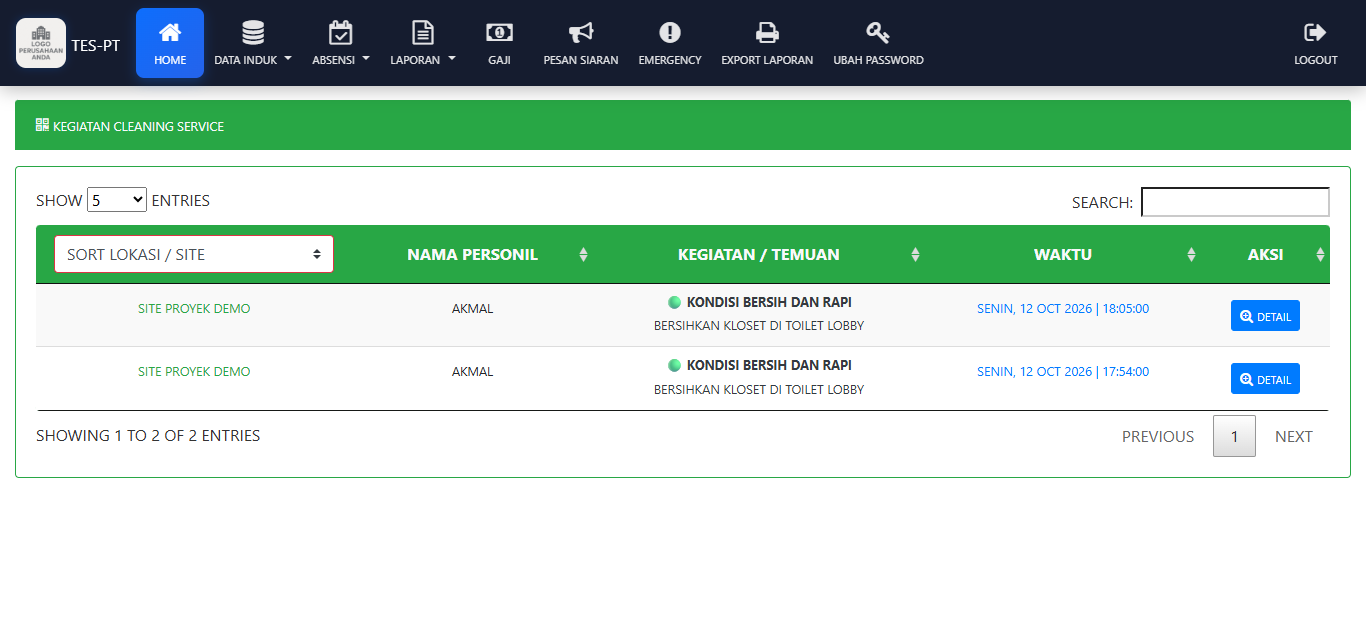 LOGO
PERUSAHAAN
ANDA
TES-PT
HOME
DATA INDUK
ABSENSI
LAPORAN
GAJI
PESAN SIARAN
EMERGENCY
EXPORT LAPORAN
UBAH PASSWORD
LOGOUT
KEGIATAN CLEANING SERVICE
SHOW 5 ENTRIES
SEARCH:
SORT LOKASI / SITE NAMA PERSONIL KEGIATAN / TEMUAN WAKTU AKSI
SITE PROYEK DEMO AKMAL KONDISI BERSIH DAN RAPI SENIN, 12 OCT 2026 | 18:05:00 DETAIL
BERSIHKAN KLOSET DI TOILET LOBBY
SITE PROYEK DEMO AKMAL KONDISI BERSIH DAN RAPI SENIN, 12 OCT 2026 | 17:54:00 DETAIL
BERSIHKAN KLOSET DI TOILET LOBBY
SHOWING 1 TO 2 OF 2 ENTRIES
PREVIOUS 1 NEXT